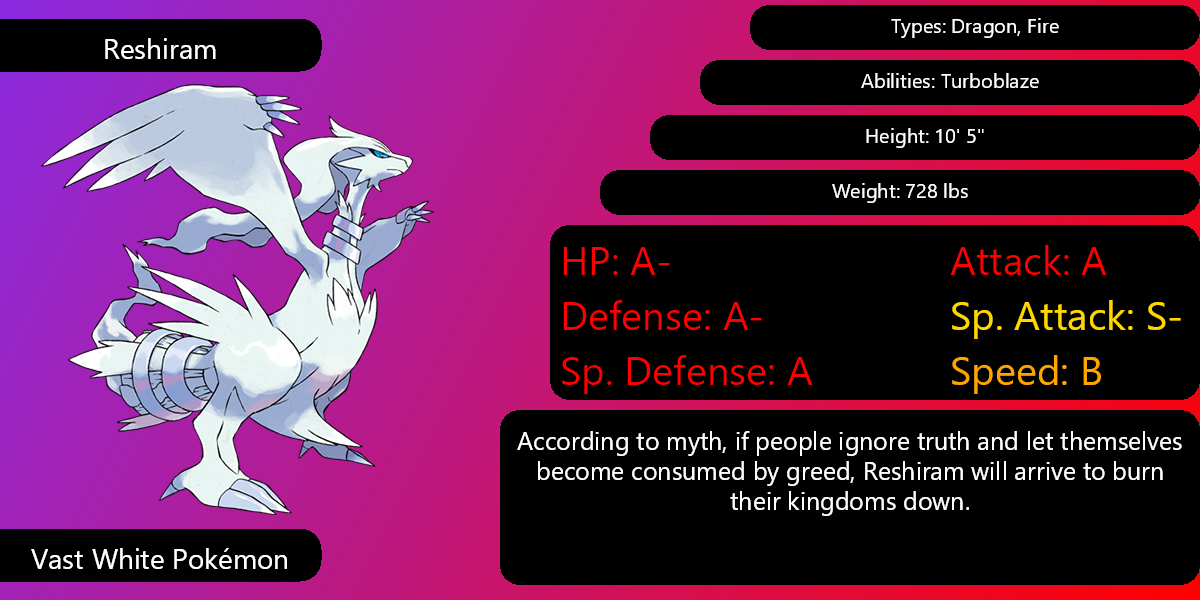 Reshiram
Types: Dragon, Fire
Abilities: Turboblaze
Height: 10' 5"
Weight: 728 lbs
HP: A-
Attack: A
Defense: A-
Sp. Attack: S-
Sp. Defense: A
Speed: B
According to myth, if people ignore truth and let themselves
become consumed by greed, Reshiram will arrive to burn
their kingdoms down.
Vast White Pokémon